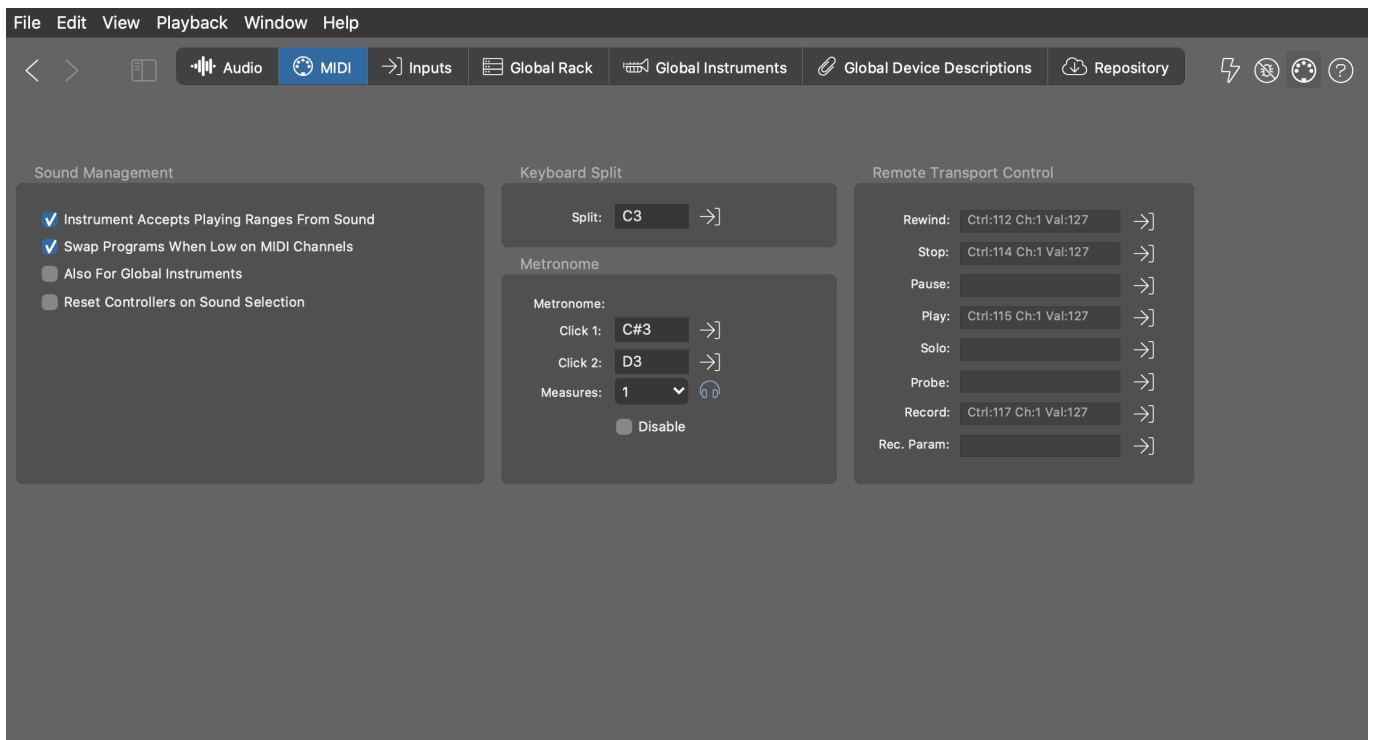 File Edit View Playback Window Help
Audio MIDI Inputs Global Rack Global Instruments Global Device Descriptions Repository
Sound Management
Instrument Accepts Playing Ranges From Sound
Swap Programs When Low on MIDI Channels
Also For Global Instruments
Reset Controllers on Sound Selection
Keyboard Split
Split: C3
Metronome
Metronome:
Click 1: C#3
Click 2: D3
Measures: 1
Disable
Remote Transport Control
Rewind: Ctrl:112 Ch:1 Val:127
Stop: Ctrl:114 Ch:1 Val:127
Pause:
Play: Ctrl:115 Ch:1 Val:127
Solo:
Probe:
Record: Ctrl:117 Ch:1 Val:127
Rec. Param: